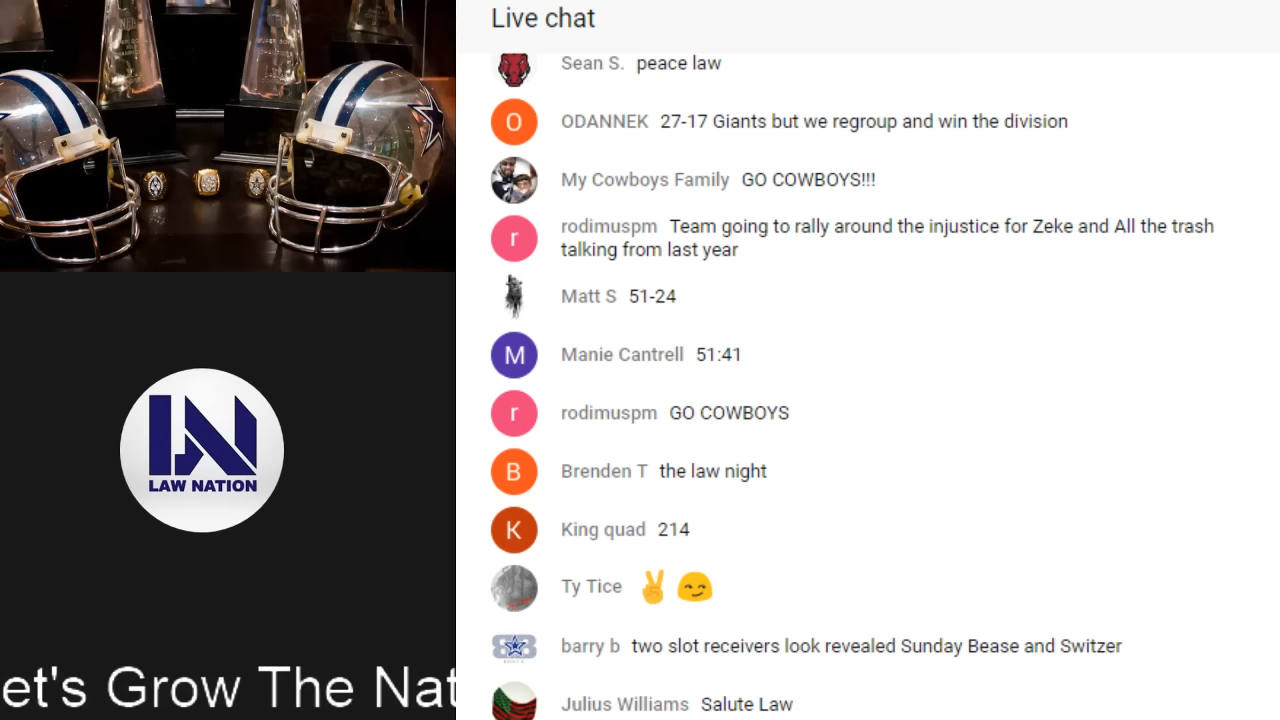 Live chat
Sean S. peace law
O ODANNEK 27-17 Giants but we regroup and win the division
My Cowboys Family GO COWBOYS!!!
r rodimuspm Team going to rally around the injustice for Zeke and All the trash
talking from last year
Matt S 51-24
M Manie Cantrell 51:41
r rodimuspm GO COWBOYS
B Brenden T the law night
K King quad 214
Ty Tice ✌️ 😏
barry b two slot receivers look revealed Sunday Bease and Switzer
Julius Williams Salute Law
LN
LAW NATION
et's Grow The Nat